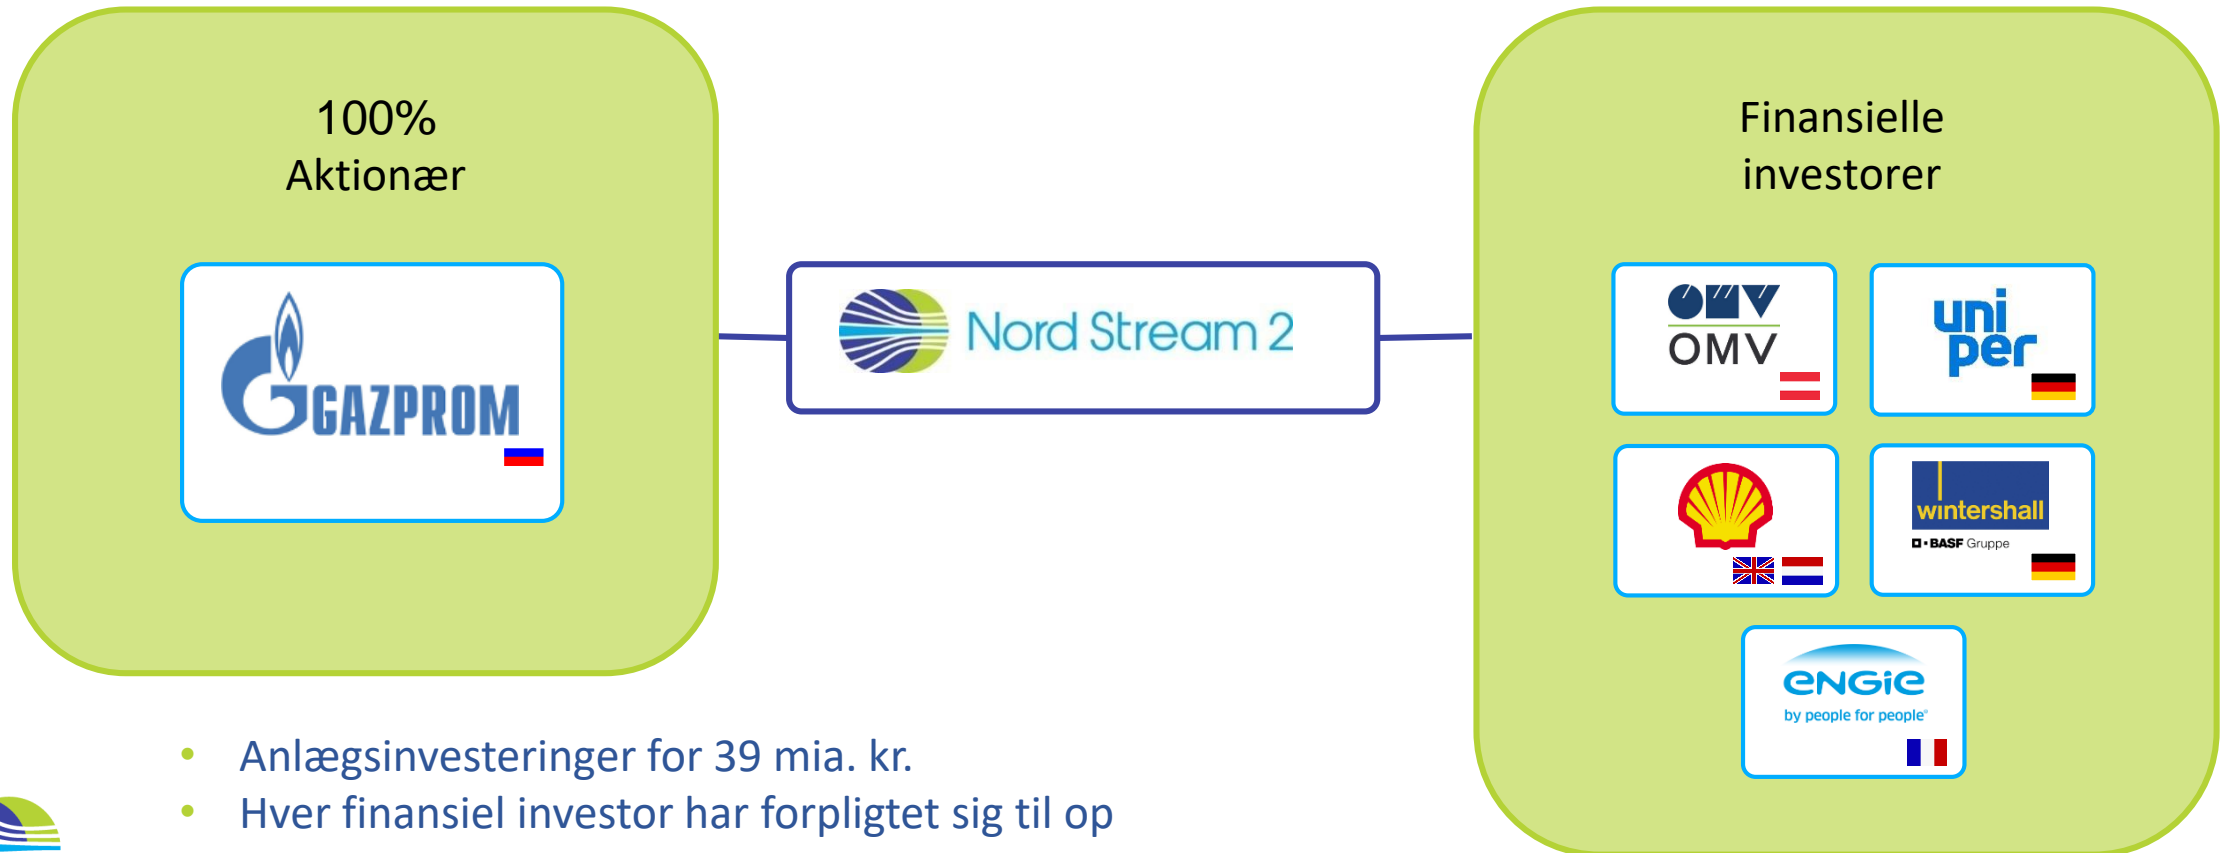 100%
Aktionær
GAZPROM
Nord Stream 2
Finansielle
investorer
OMV
OMV
uni
per
wintershall
BASF Gruppe
ENGIE
by people for people®
• Anlægsinvesteringer for 39 mia. kr.
• Hver finansiel investor har forpligtet sig til op